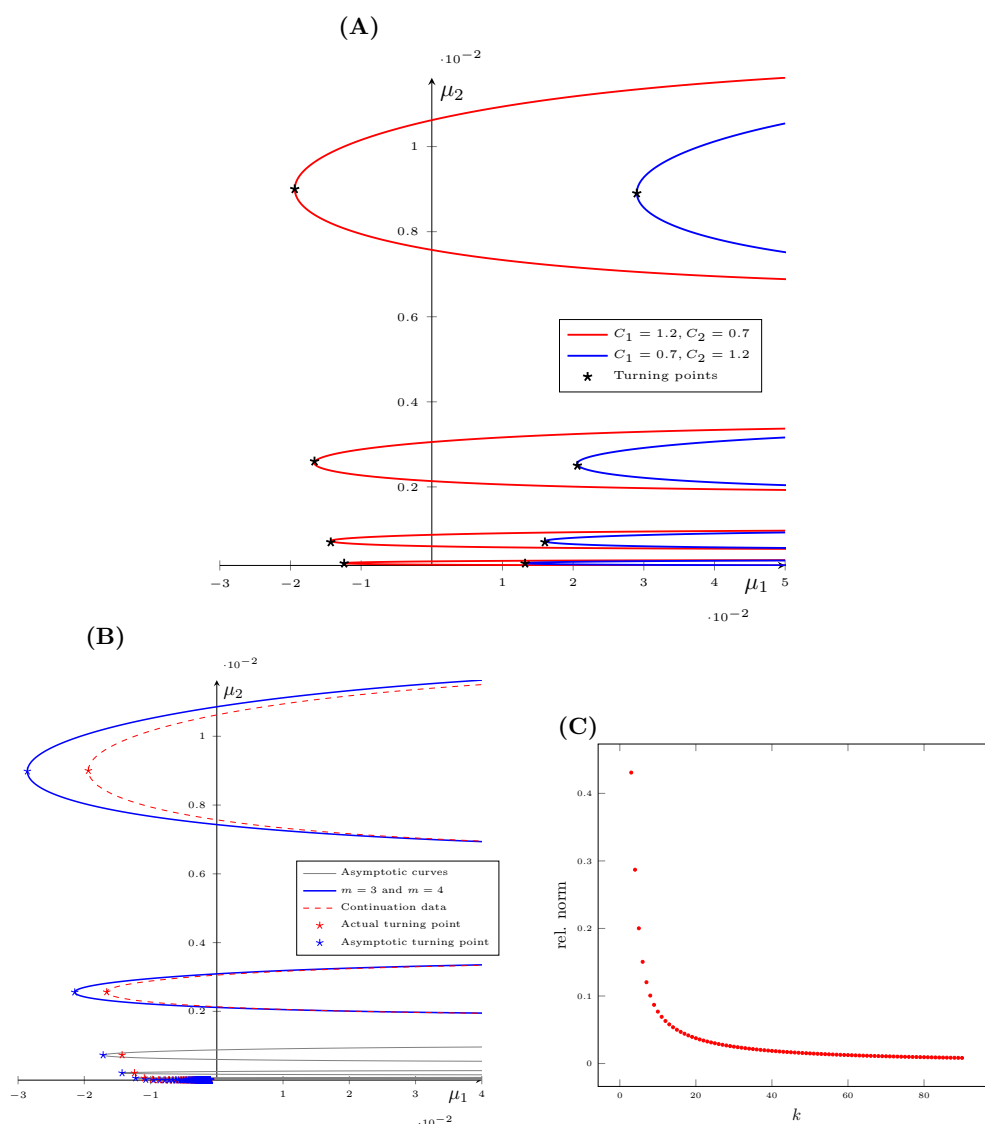 (A)
·10⁻²
μ₂
1
0.8
0.6
C₁ = 1.2, C₂ = 0.7
C₁ = 0.7, C₂ = 1.2
Turning points
0.4
0.2
−3 −2 −1 1 2 3 4 5
μ₁
·10⁻²
(B)
·10⁻²
μ₂
1
0.8
0.6
Asymptotic curves
m = 3 and m = 4
Continuation data
Actual turning point
Asymptotic turning point
0.4
0.2
−3 −2 −1 1 2 3 4
μ₁
·10⁻²
(C)
0.4
0.3
0.2
0.1
0
rel. norm
0 20 40 60 80
k